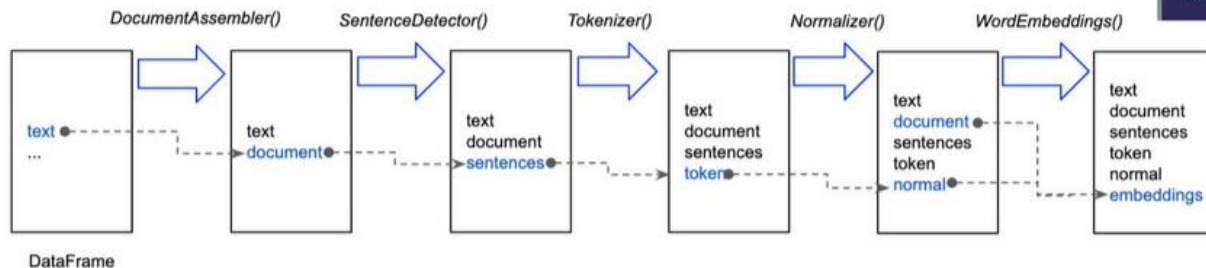 DocumentAssembler()
SentenceDetector()
Tokenizer()
Normalizer()
WordEmbeddings()
text
...
text
document
text
document
sentences
text
document
sentences
token
text
document
sentences
token
normal
text
document
sentences
token
normal
embeddings
DataFrame